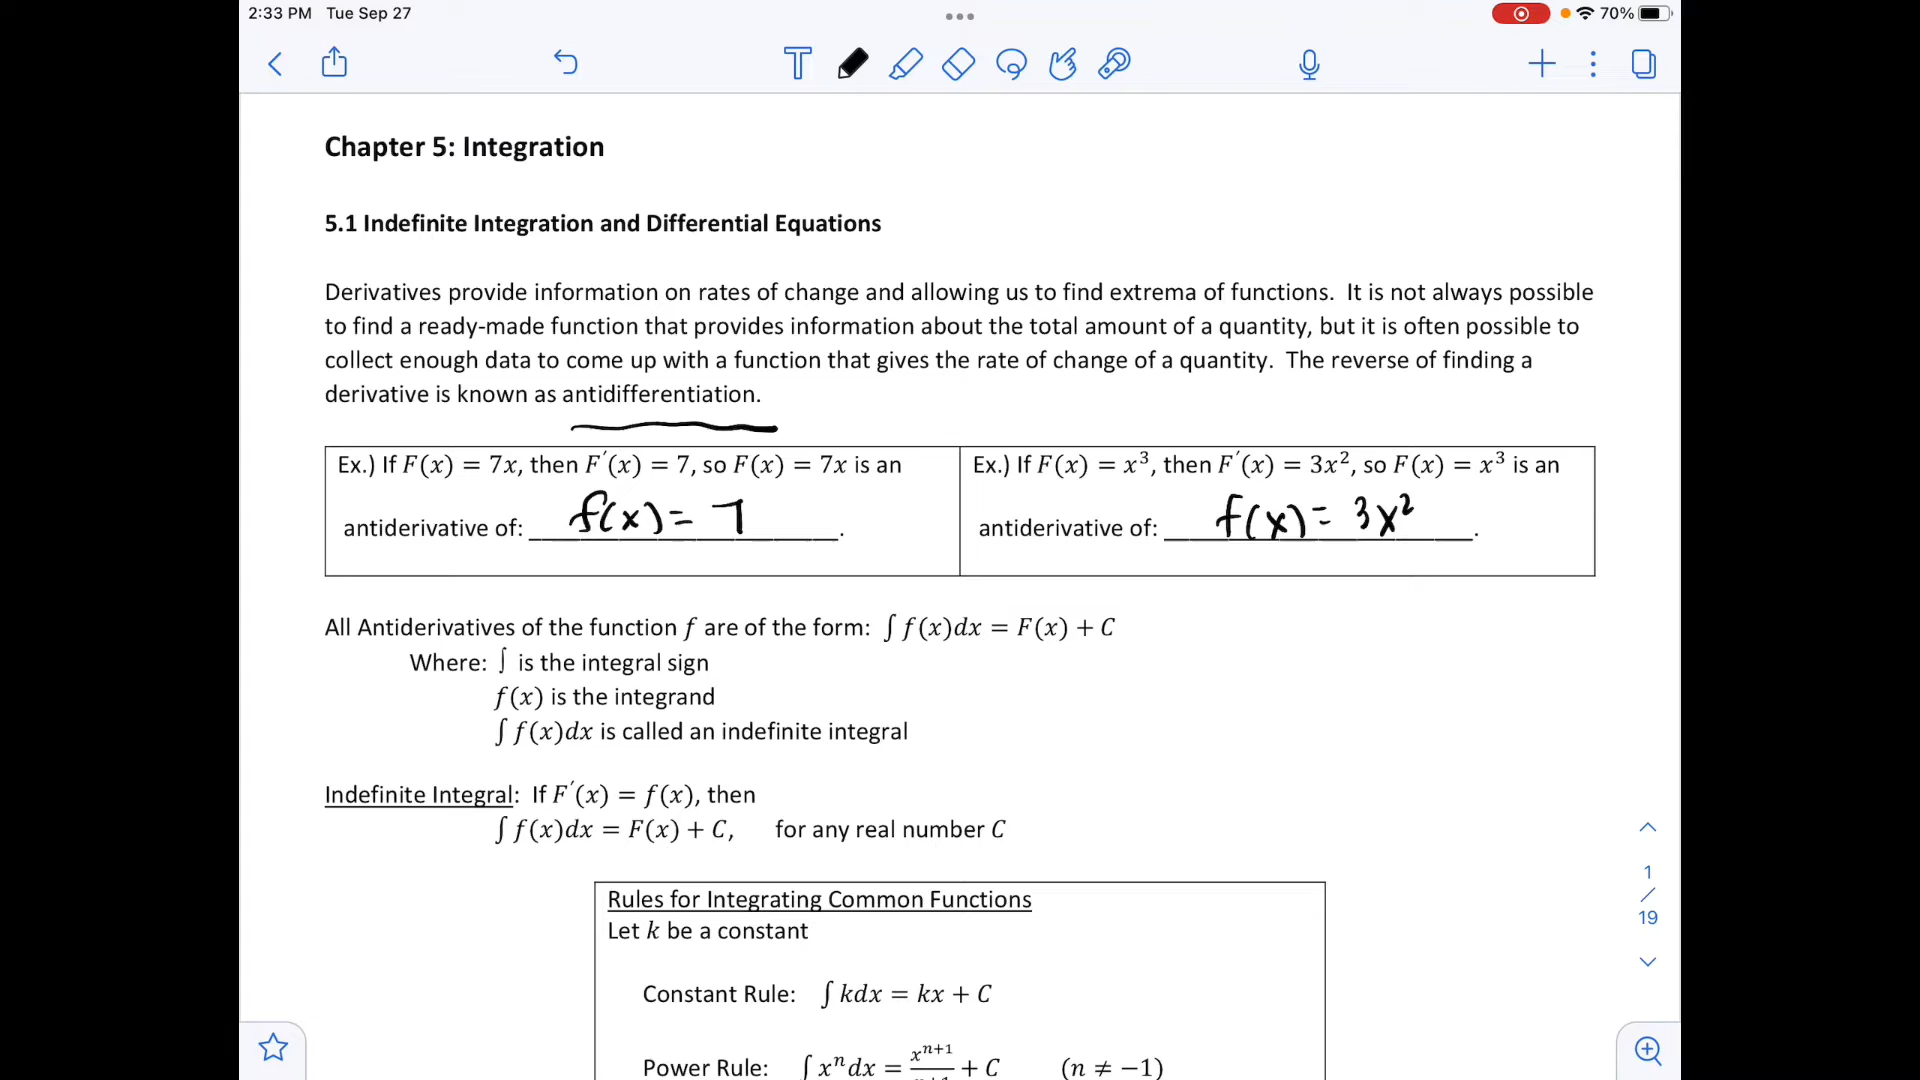 2:33 PM Tue Sep 27
70%
Chapter 5: Integration
5.1 Indefinite Integration and Differential Equations
Derivatives provide information on rates of change and allowing us to find extrema of functions. It is not always possible
to find a ready-made function that provides information about the total amount of a quantity, but it is often possible to
collect enough data to come up with a function that gives the rate of change of a quantity. The reverse of finding a
derivative is known as antidifferentiation.
Ex.) If F(x) = 7x, then F′(x) = 7, so F(x) = 7x is an
antiderivative of: f(x) = 7.
Ex.) If F(x) = x³, then F′(x) = 3x², so F(x) = x³ is an
antiderivative of: f(x) = 3x².
All Antiderivatives of the function f are of the form: ∫ f(x)dx = F(x) + C
Where: ∫ is the integral sign
f(x) is the integrand
∫ f(x)dx is called an indefinite integral
Indefinite Integral: If F′(x) = f(x), then
∫ f(x)dx = F(x) + C, for any real number C
1
/
19
Rules for Integrating Common Functions
Let k be a constant
Constant Rule: ∫ kdx = kx + C
Power Rule: ∫ xⁿdx = xⁿ⁺¹/n+1 + C (n ≠ −1)